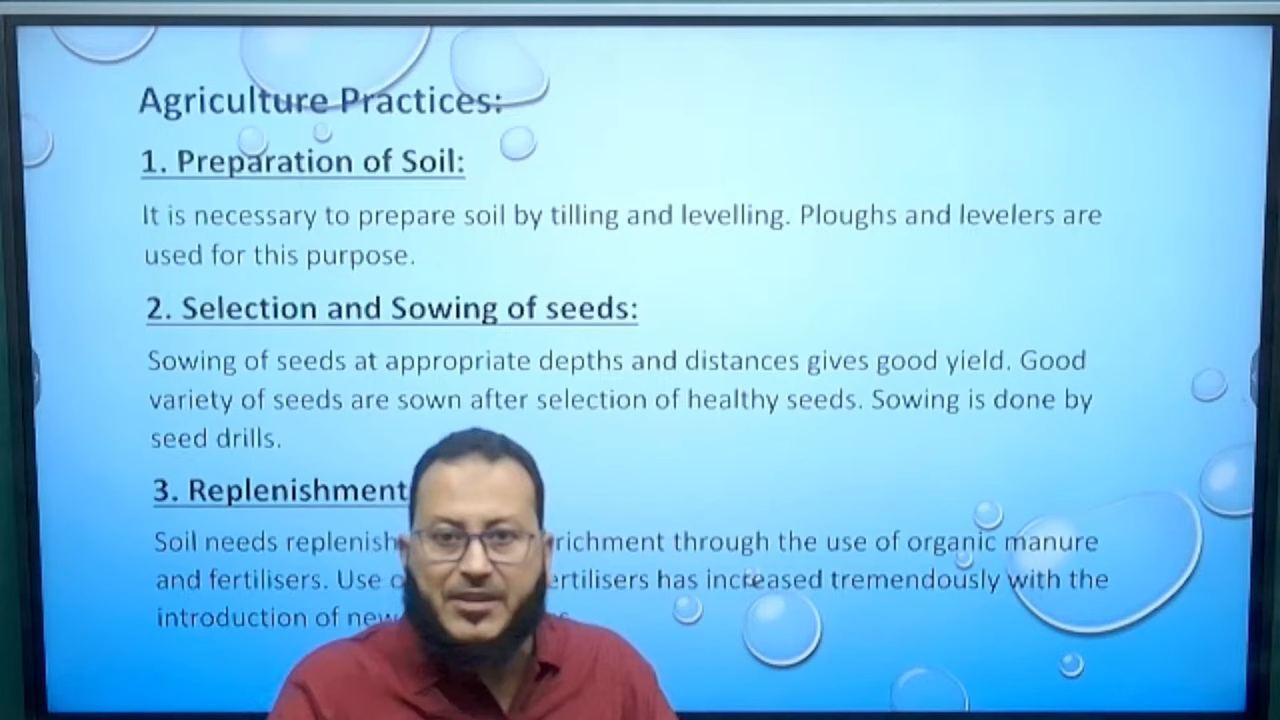 Agriculture Practices:
1. Preparation of Soil:
It is necessary to prepare soil by tilling and levelling. Ploughs and levelers are
used for this purpose.
2. Selection and Sowing of seeds:
Sowing of seeds at appropriate depths and distances gives good yield. Good
variety of seeds are sown after selection of healthy seeds. Sowing is done by
seed drills.
3. Replenishment
Soil needs through the use of organic manure
and fertilisers. Use has increased tremendously with the
introduction of